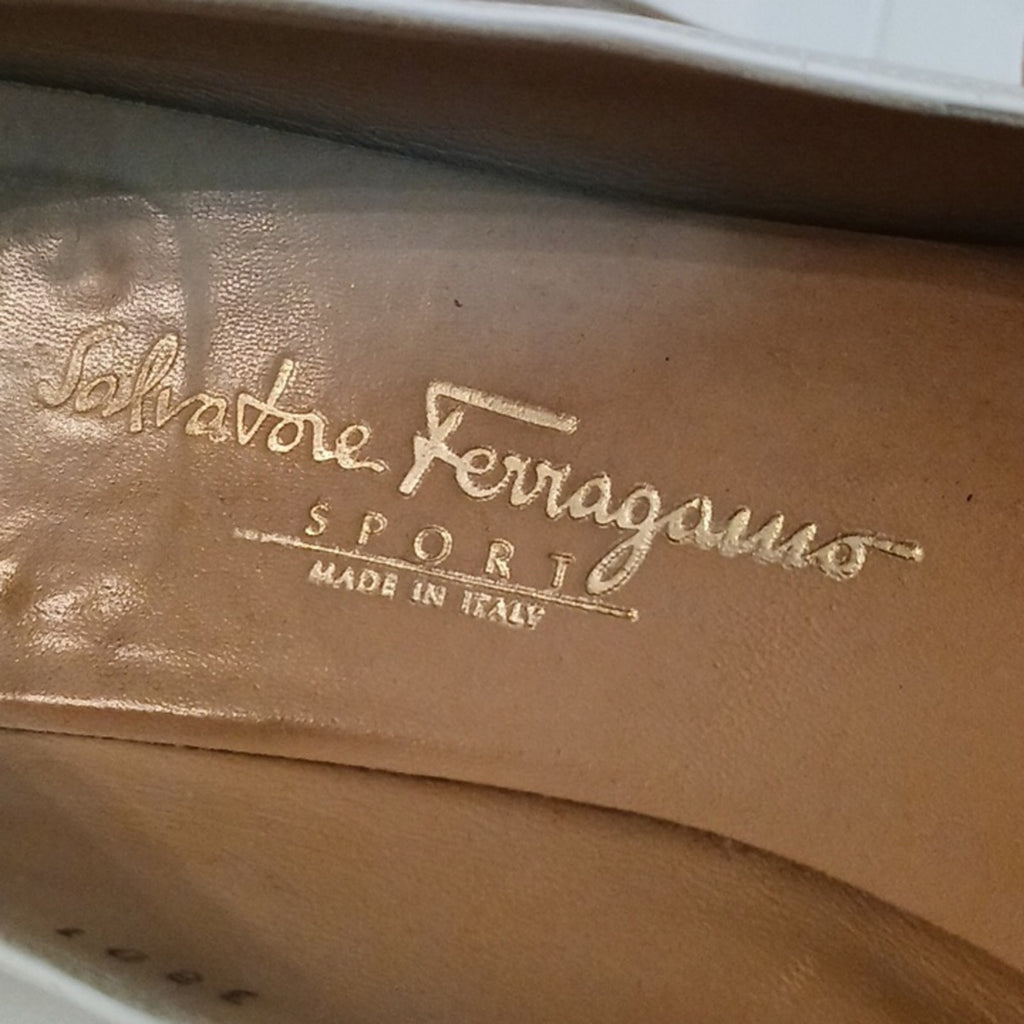 Salvatore Ferragamo
SPORT
MADE IN ITALY